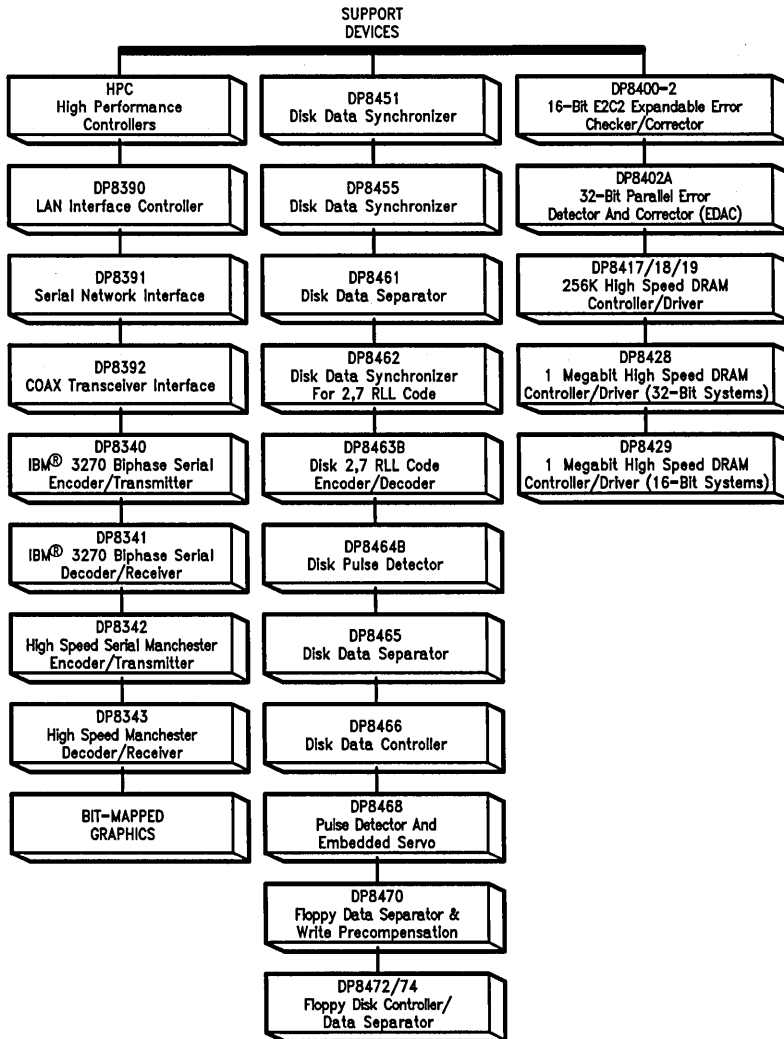 SUPPORT
DEVICES
HPC
High Performance
Controllers
DP8390
LAN Interface Controller
DP8391
Serial Network Interface
DP8392
COAX Transceiver Interface
DP8340
IBM® 3270 Biphase Serial
Encoder/Transmitter
DP8341
IBM® 3270 Biphase Serial
Decoder/Receiver
DP8342
High Speed Serial Manchester
Encoder/Transmitter
DP8343
High Speed Manchester
Decoder/Receiver
BIT-MAPPED
GRAPHICS
DP8451
Disk Data Synchronizer
DP8455
Disk Data Synchronizer
DP8461
Disk Data Separator
DP8462
Disk Data Synchronizer
For 2,7 RLL Code
DP8463B
Disk 2,7 RLL Code
Encoder/Decoder
DP8464B
Disk Pulse Detector
DP8465
Disk Data Separator
DP8466
Disk Data Controller
DP8468
Pulse Detector And
Embedded Servo
DP8470
Floppy Data Separator &
Write Precompensation
DP8472/74
Floppy Disk Controller/
Data Separator
DP8400-2
16-Bit E2C2 Expandable Error
Checker/Corrector
DP8402A
32-Bit Parallel Error
Detector And Corrector (EDAC)
DP8417/18/19
256K High Speed DRAM
Controller/Driver
DP8428
1 Megabit High Speed DRAM
Controller/Driver (32-Bit Systems)
DP8429
1 Megabit High Speed DRAM
Controller/Driver (16-Bit Systems)